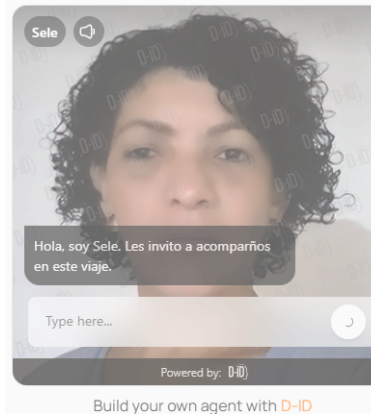 Sele
Hola, soy Sele. Les invito a acomparños
en este viaje.
Type here...
Powered by: D-iD)
Build your own agent with D-ID